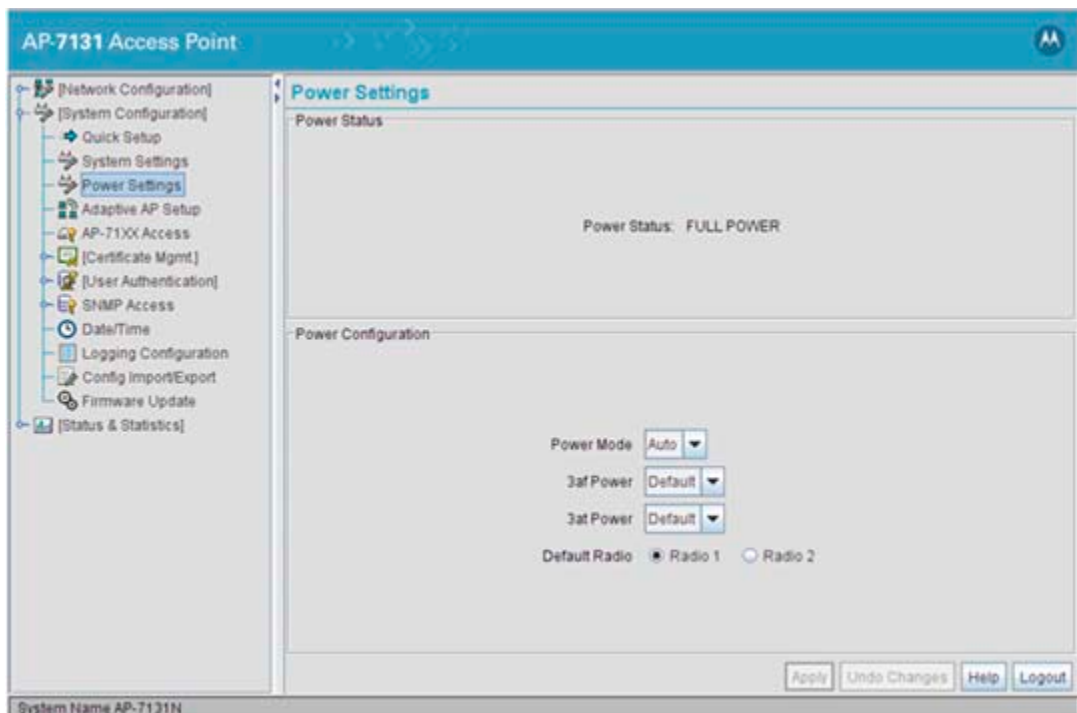 AP-7131 Access Point
[Network Configuration]
[System Configuration]
Quick Setup
System Settings
Power Settings
Adaptive AP Setup
AP-71XX Access
[Certificate Mgmt.]
[User Authentication]
SNMP Access
Date/Time
Logging Configuration
Config Import/Export
Firmware Update
[Status & Statistics]
Power Settings
Power Status
Power Status: FULL POWER
Power Configuration
Power Mode Auto
3af Power Default
3at Power Default
Default Radio Radio 1 Radio 2
Apply Undo Changes Help Logout
System Name AP-7131N